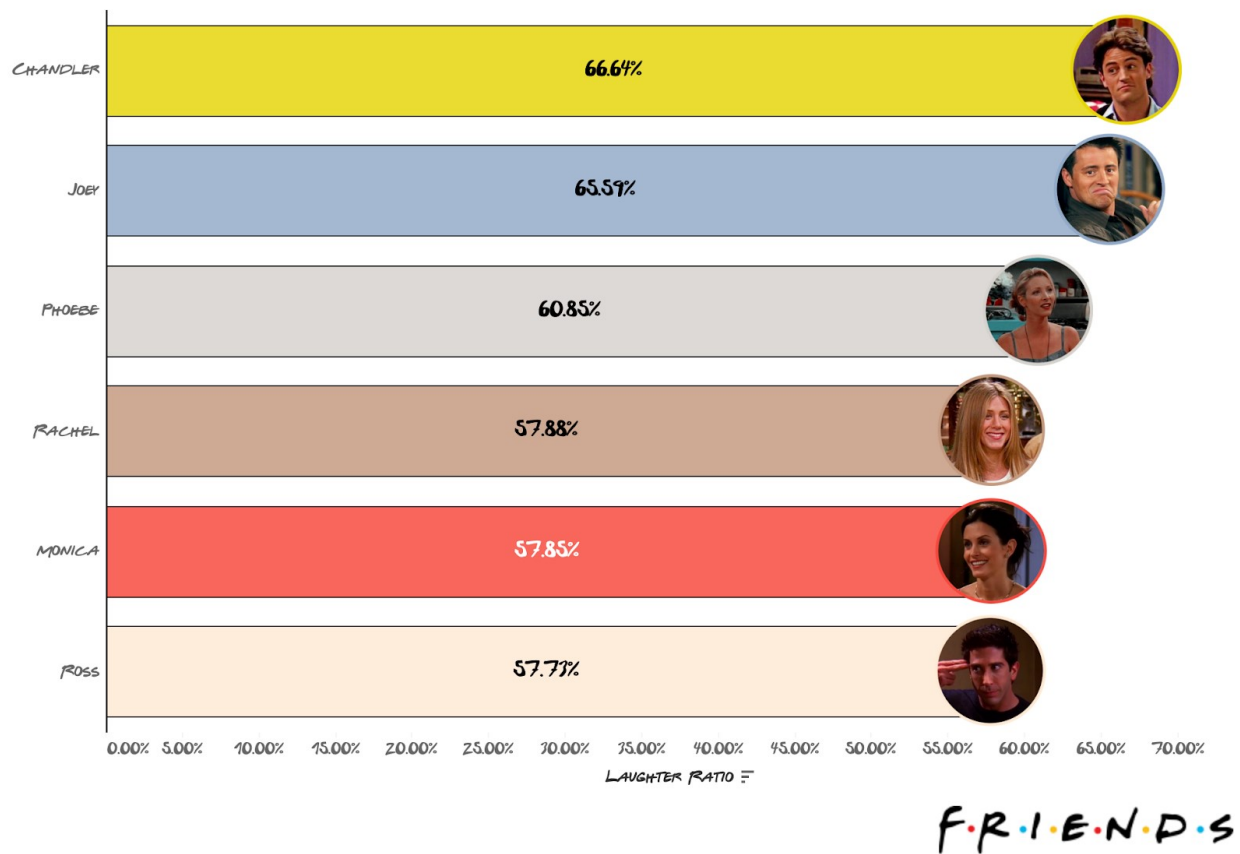 CHANDLER 66.64%
JOEY 65.59%
PHOEBE 60.85%
RACHEL 57.88%
MONICA 57.85%
ROSS 57.73%
0.00% 5.00% 10.00% 15.00% 20.00% 25.00% 30.00% 35.00% 40.00% 45.00% 50.00% 55.00% 60.00% 65.00% 70.00%
LAUGHTER RATIO
F·R·I·E·N·D·S